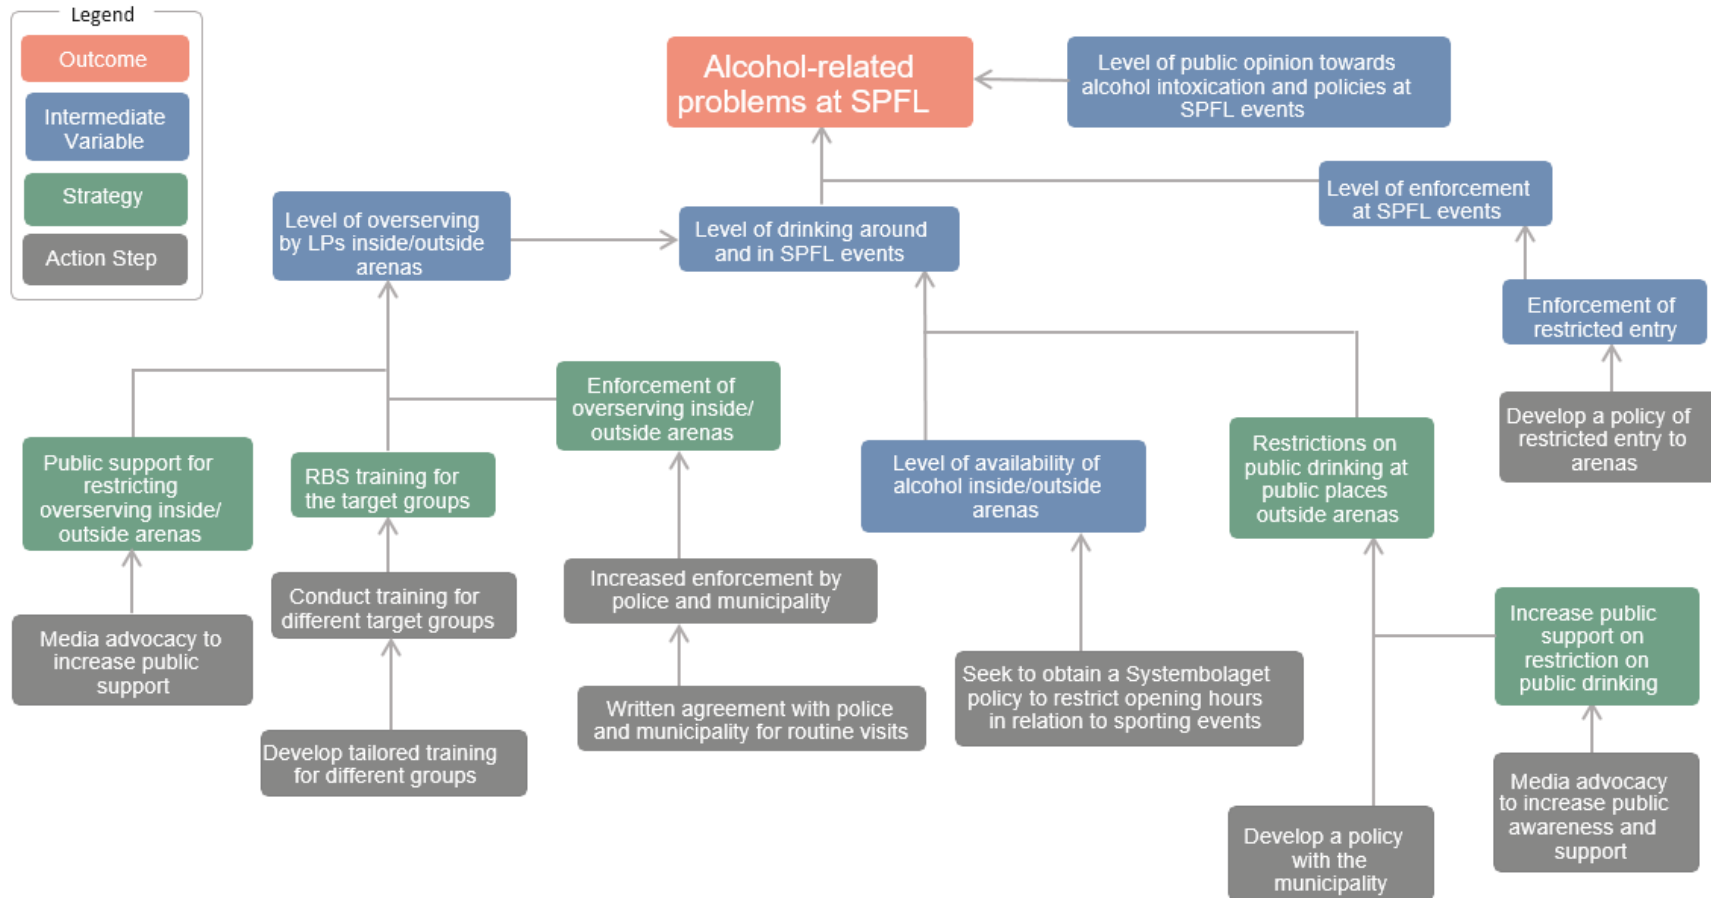 Legend
Outcome
Intermediate
Variable
Strategy
Action Step
Alcohol-related
problems at SPFL
Level of public opinion towards
alcohol intoxication and policies at
SPFL events
Level of overserving
by LPs inside/outside
arenas
Level of drinking around
and in SPFL events
Level of enforcement
at SPFL events
Enforcement of
restricted entry
Develop a policy of
restricted entry to
arenas
Public support for
restricting
overserving inside/
outside arenas
RBS training for
the target groups
Enforcement of
overserving inside/
outside arenas
Level of availability of
alcohol inside/outside
arenas
Restrictions on
public drinking at
public places
outside arenas
Media advocacy to
increase public
support
Conduct training for
different target groups
Develop tailored training
for different groups
Increased enforcement by
police and municipality
Written agreement with police
and municipality for routine visits
Seek to obtain a Systembolaget
policy to restrict opening hours
in relation to sporting events
Increase public
support on
restriction on
public drinking
Develop a policy
with the
municipality
Media advocacy
to increase public
awareness and
support